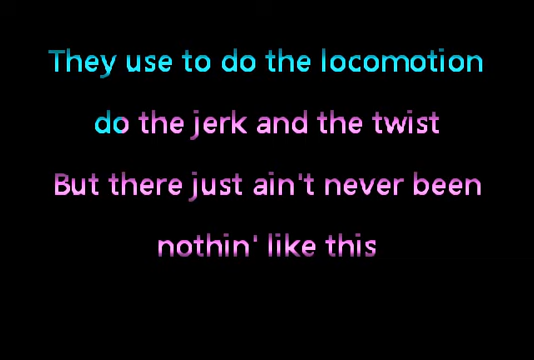 They use to do the locomotion
do the jerk and the twist
But there just ain't never been
nothin' like this